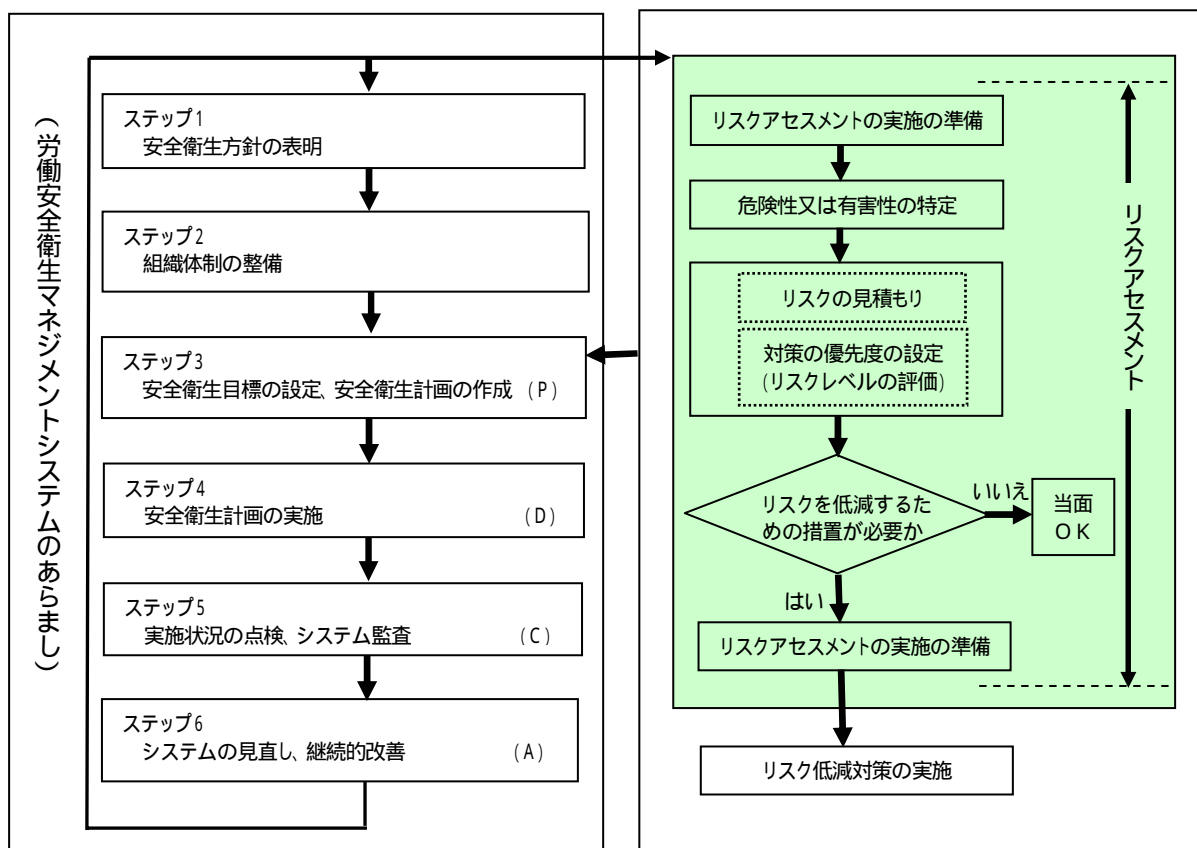 (労働安全衛生マネジメントシステムのあらまし)
ステップ1
安全衛生方針の表明
ステップ2
組織体制の整備
ステップ3
安全衛生目標の設定、安全衛生計画の作成 (P)
ステップ4
安全衛生計画の実施 (D)
ステップ5
実施状況の点検、システム監査 (C)
ステップ6
システムの見直し、継続的改善 (A)
リスクアセスメントの実施の準備
危険性又は有害性の特定
リスクの見積もり
対策の優先度の設定
(リスクレベルの評価)
リスクを低減するた
めの措置が必要か
いいえ
当面
OK
はい
リスクアセスメントの実施の準備
リスク低減対策の実施
リスクアセスメント